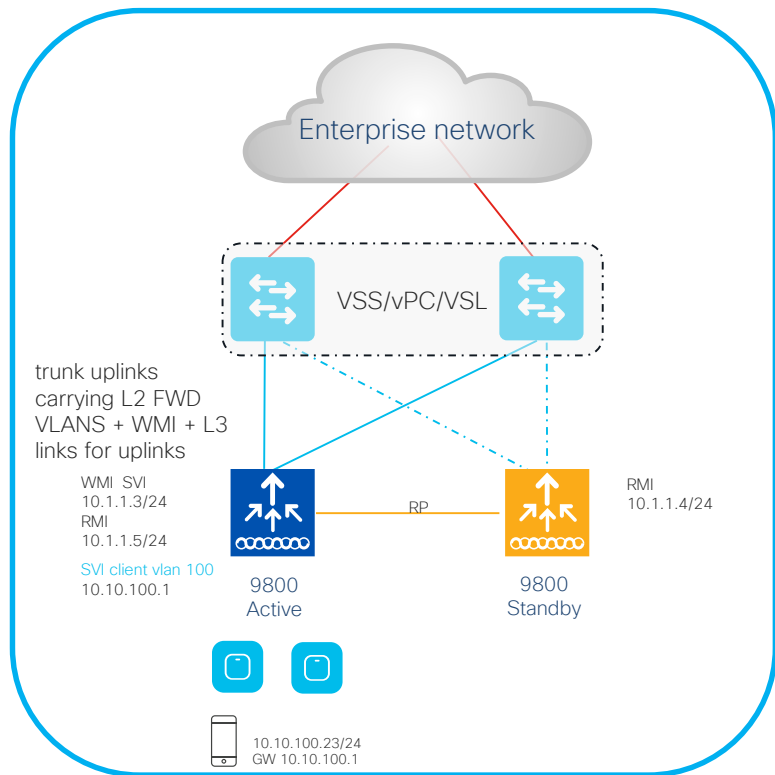 Enterprise network
VSS/vPC/VSL
trunk uplinks
carrying L2 FWD
VLANS + WMI + L3
links for uplinks
WMI SVI
10.1.1.3/24
RMI
10.1.1.5/24
SVI client vlan 100
10.10.100.1
RP
RMI
10.1.1.4/24
9800
Active
9800
Standby
10.10.100.23/24
GW 10.10.100.1